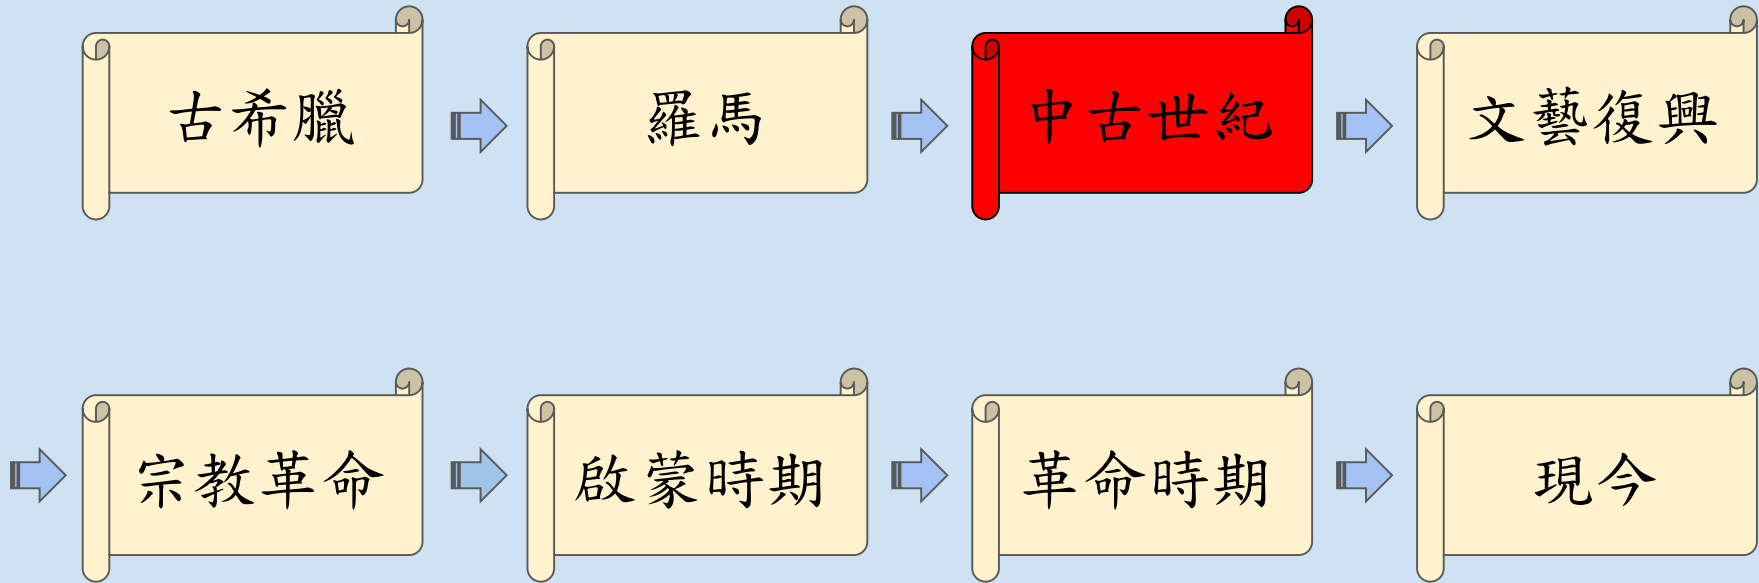 古希臘
羅馬
中古世紀
文藝復興
宗教革命
啟蒙時期
革命時期
現今